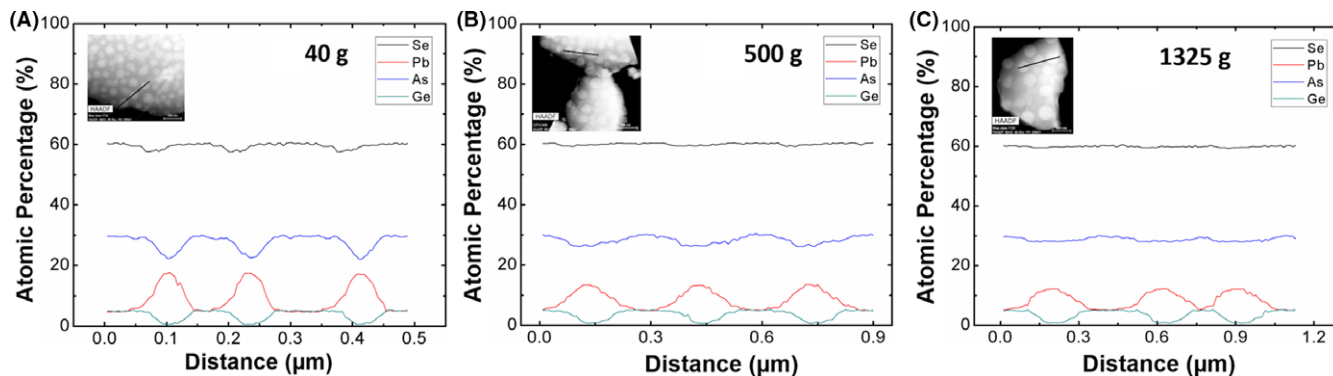 (A)
40 g
Se
Pb
As
Ge
HAADF
Atomic Percentage (%)
100
80
60
40
20
0
0.0 0.1 0.2 0.3 0.4 0.5
Distance (μm)
(B)
500 g
Se
Pb
As
Ge
HAADF
Atomic Percentage (%)
100
80
60
40
20
0
0.0 0.3 0.6 0.9
Distance (μm)
(C)
1325 g
Se
Pb
As
Ge
HAADF
Atomic Percentage (%)
100
80
60
40
20
0
0.0 0.3 0.6 0.9 1.2
Distance (μm)